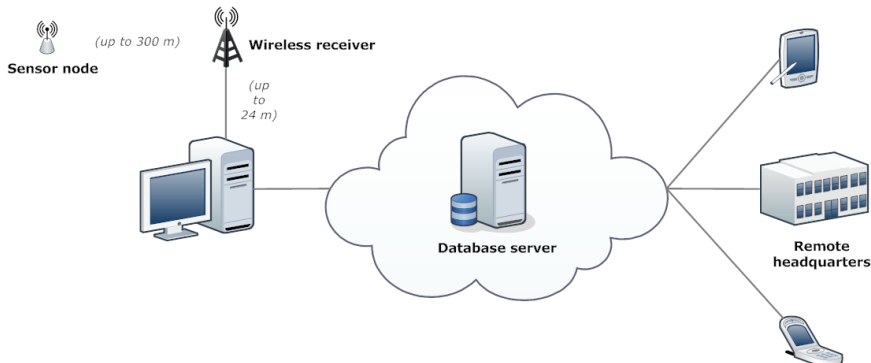 (up to 300 m)
Wireless receiver
Sensor node
(up
to
24 m)
Database server
Remote
headquarters